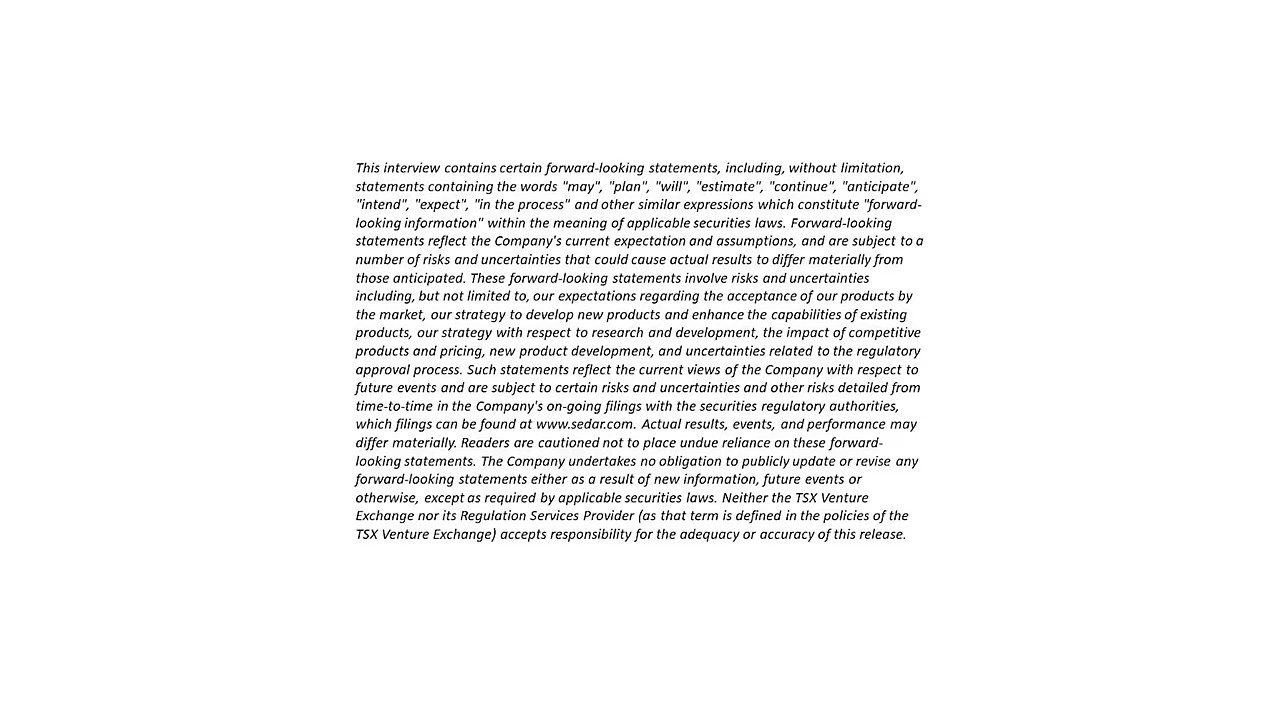 This interview contains certain forward-looking statements, including, without limitation,
statements containing the words "may", "plan", "will", "estimate", "continue", "anticipate",
"intend", "expect", "in the process" and other similar expressions which constitute "forward-
looking information" within the meaning of applicable securities laws. Forward-looking
statements reflect the Company's current expectation and assumptions, and are subject to a
number of risks and uncertainties that could cause actual results to differ materially from
those anticipated. These forward-looking statements involve risks and uncertainties
including, but not limited to, our expectations regarding the acceptance of our products by
the market, our strategy to develop new products and enhance the capabilities of existing
products, our strategy with respect to research and development, the impact of competitive
products and pricing, new product development, and uncertainties related to the regulatory
approval process. Such statements reflect the current views of the Company with respect to
future events and are subject to certain risks and uncertainties and other risks detailed from
time-to-time in the Company's on-going filings with the securities regulatory authorities,
which filings can be found at www.sedar.com. Actual results, events, and performance may
differ materially. Readers are cautioned not to place undue reliance on these forward-
looking statements. The Company undertakes no obligation to publicly update or revise any
forward-looking statements either as a result of new information, future events or
otherwise, except as required by applicable securities laws. Neither the TSX Venture
Exchange nor its Regulation Services Provider (as that term is defined in the policies of the
TSX Venture Exchange) accepts responsibility for the adequacy or accuracy of this release.